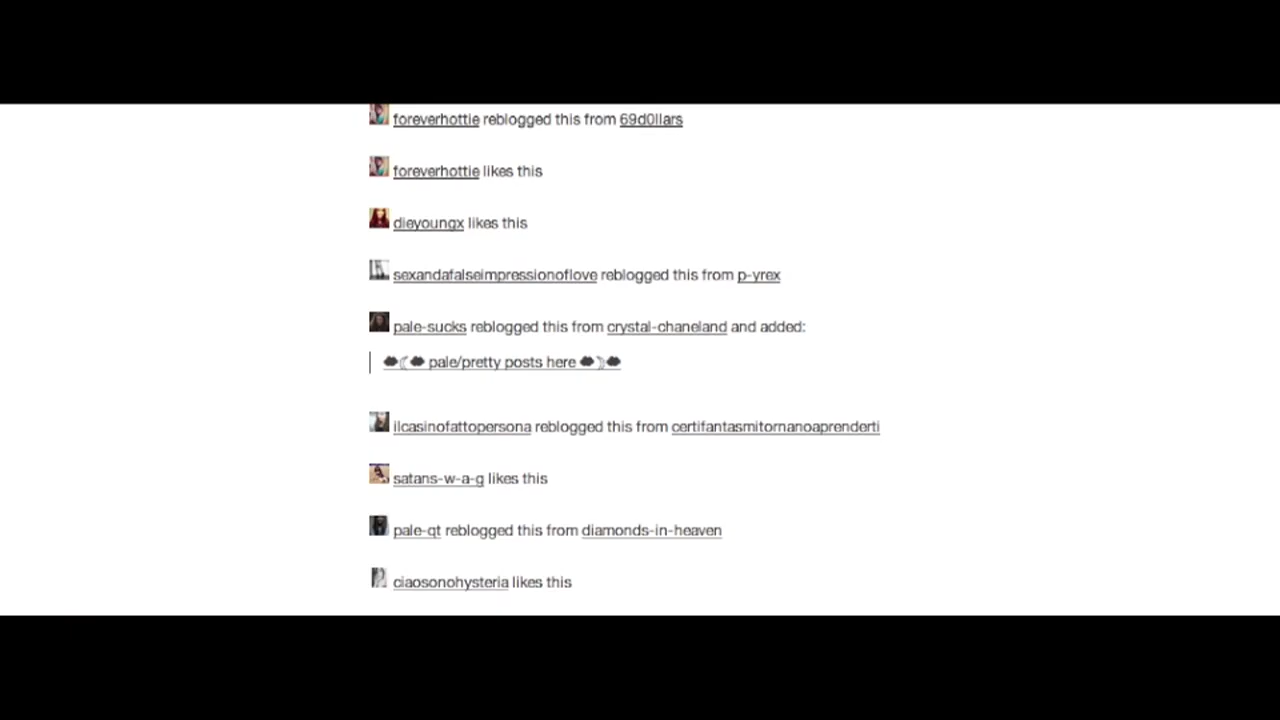 foreverhottie reblogged this from 69d0llars
foreverhottie likes this
dieyoungx likes this
sexandafalseimpressionoflove reblogged this from p-yrex
pale-sucks reblogged this from crystal-chaneland and added:
☁☾☁ pale/pretty posts here ☁☽☁
ilcasinofattopersona reblogged this from certifantasmitornanoaprenderti
satans-w-a-g likes this
pale-qt reblogged this from diamonds-in-heaven
ciaosonohysteria likes this